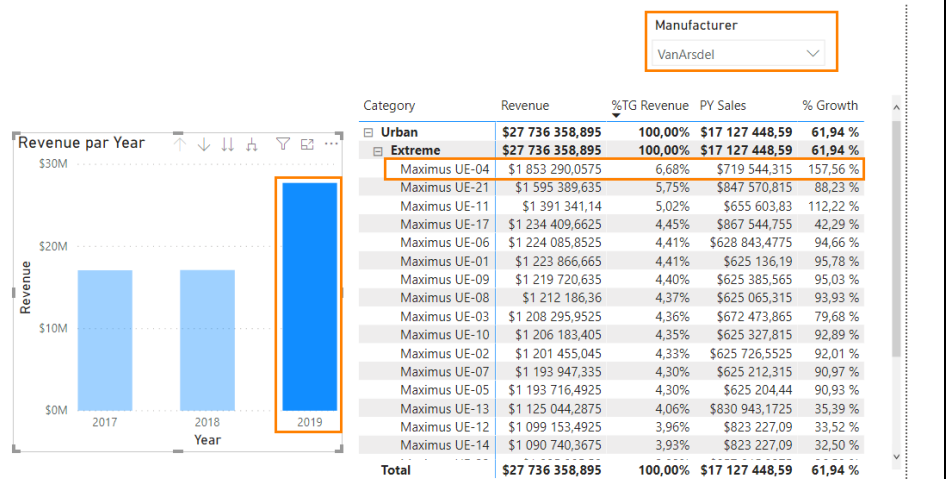 Manufacturer
VanArsdel
Revenue par Year
$30M
$20M
$10M
$0M
Revenue
2017 2018 2019
Year
Category Revenue %TG Revenue PY Sales % Growth
Urban $27 736 358,895 100,00% $17 127 448,59 61,94 %
Extreme $27 736 358,895 100,00% $17 127 448,59 61,94 %
Maximus UE-04 $1 853 290,0575 6,68% $719 544,315 157,56 %
Maximus UE-21 $1 595 389,635 5,75% $847 570,815 88,23 %
Maximus UE-11 $1 391 341,14 5,02% $655 603,83 112,22 %
Maximus UE-17 $1 234 409,6625 4,45% $867 544,755 42,29 %
Maximus UE-06 $1 224 085,8525 4,41% $628 843,4775 94,66 %
Maximus UE-01 $1 223 866,665 4,41% $625 136,19 95,78 %
Maximus UE-09 $1 219 720,635 4,40% $625 385,565 95,03 %
Maximus UE-08 $1 212 186,36 4,37% $625 065,315 93,93 %
Maximus UE-03 $1 208 295,9525 4,36% $672 473,865 79,68 %
Maximus UE-10 $1 206 183,405 4,35% $625 327,815 92,89 %
Maximus UE-02 $1 201 455,045 4,33% $625 726,5525 92,01 %
Maximus UE-07 $1 193 947,335 4,30% $625 212,315 90,97 %
Maximus UE-05 $1 193 716,4925 4,30% $625 204,44 90,93 %
Maximus UE-13 $1 125 044,2875 4,06% $830 943,1725 35,39 %
Maximus UE-12 $1 099 153,4925 3,96% $823 227,09 33,52 %
Maximus UE-14 $1 090 740,3675 3,93% $823 227,09 32,50 %
Total $27 736 358,895 100,00% $17 127 448,59 61,94 %